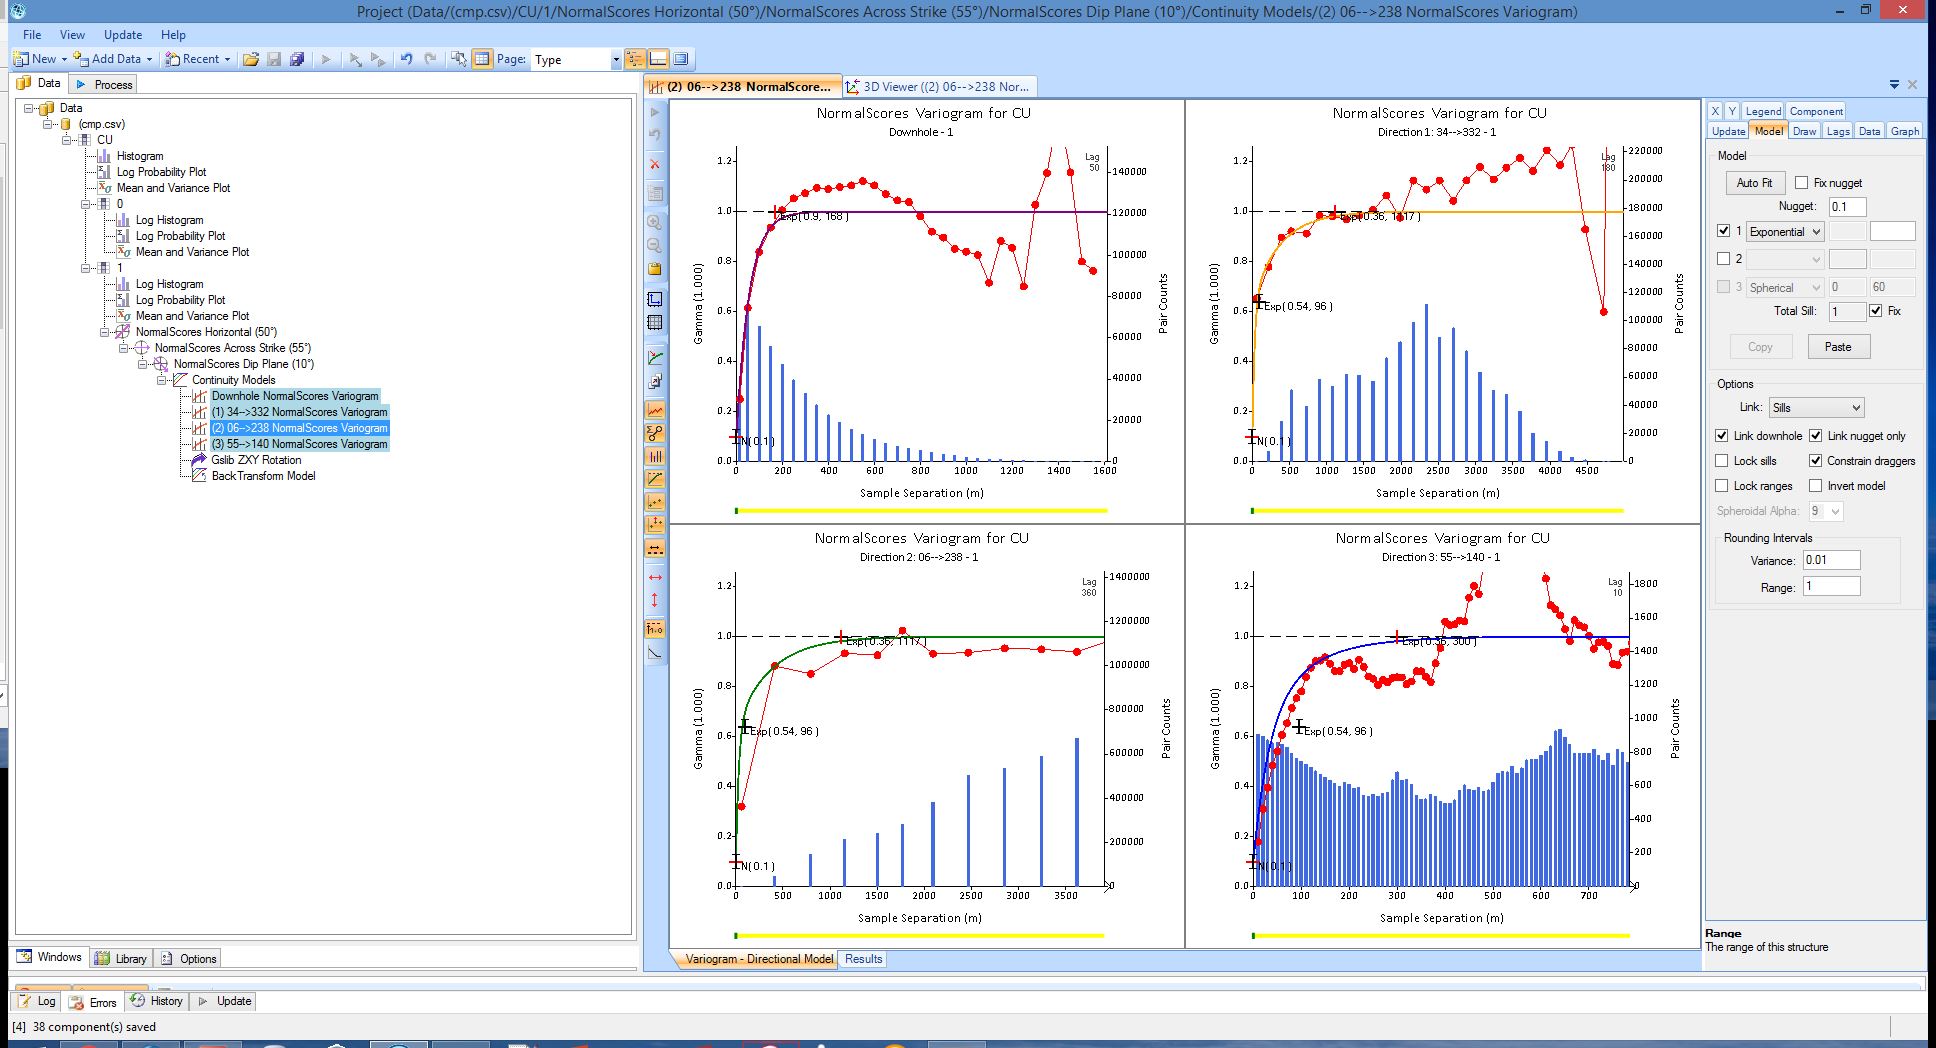 Project (Data/(cmp.csv)/CU/1/NormalScores Horizontal (50°)/NormalScores Across Strike (55°)/NormalScores Dip Plane (10°)/Continuity Models/(2) 06-->238 NormalScores Variogram)
File View Update Help
New Add Data Recent Page: Type
Data Process
Data
(cmp.csv)
CU
Histogram
Log Probability Plot
Mean and Variance Plot
0
Log Histogram
Log Probability Plot
Mean and Variance Plot
1
Log Histogram
Log Probability Plot
Mean and Variance Plot
NormalScores Horizontal (50°)
NormalScores Across Strike (55°)
NormalScores Dip Plane (10°)
Continuity Models
Downhole NormalScores Variogram
(1) 34-->332 NormalScores Variogram
(2) 06-->238 NormalScores Variogram
(3) 55-->140 NormalScores Variogram
Gslib ZXY Rotation
BackTransform Model
Windows Library Options
(2) 06-->238 NormalScore... 3D Viewer ((2) 06-->238 Nor...
NormalScores Variogram for CU
Downhole - 1
Lag
50
1.2
1.0
0.8
0.6
0.4
0.2
0.0
Gamma (1.000)
140000
120000
100000
80000
60000
40000
20000
0
Pair Counts
Exp( 0.9, 168 )
N( 0.1 )
0 200 400 600 800 1000 1200 1400 1600
Sample Separation (m)
NormalScores Variogram for CU
Direction 1: 34-->332 - 1
Lag
180
1.2
1.0
0.8
0.6
0.4
0.2
0.0
Gamma (1.000)
220000
200000
180000
160000
140000
120000
100000
80000
60000
40000
20000
0
Pair Counts
Exp( 0.36, 1117 )
Exp( 0.54, 96 )
N( 0.1 )
0 500 1000 1500 2000 2500 3000 3500 4000 4500
Sample Separation (m)
NormalScores Variogram for CU
Direction 2: 06-->238 - 1
Lag
360
1.2
1.0
0.8
0.6
0.4
0.2
0.0
Gamma (1.000)
1400000
1200000
1000000
800000
600000
400000
200000
0
Pair Counts
Exp( 0.36, 1117 )
Exp( 0.54, 96 )
N( 0.1 )
0 500 1000 1500 2000 2500 3000 3500
Sample Separation (m)
NormalScores Variogram for CU
Direction 3: 55-->140 - 1
Lag
10
1.2
1.0
0.8
0.6
0.4
0.2
0.0
Gamma (1.000)
1800
1600
1400
1200
1000
800
600
400
200
0
Pair Counts
Exp( 0.36, 300 )
Exp( 0.54, 96 )
N( 0.1 )
0 100 200 300 400 500 600 700
Sample Separation (m)
Variogram - Directional Model Results
X Y Legend Component
Update Model Draw Lags Data Graph
Model
Auto Fit Fix nugget
Nugget: 0.1
1 Exponential
2
3 Spherical 0 60
Total Sill: 1 Fix
Copy Paste
Options
Link: Sills
Link downhole Link nugget only
Lock sills Constrain draggers
Lock ranges Invert model
Spheroidal Alpha: 9
Rounding Intervals
Variance: 0.01
Range: 1
Range
The range of this structure
Log Errors History Update
[4] 38 component(s) saved